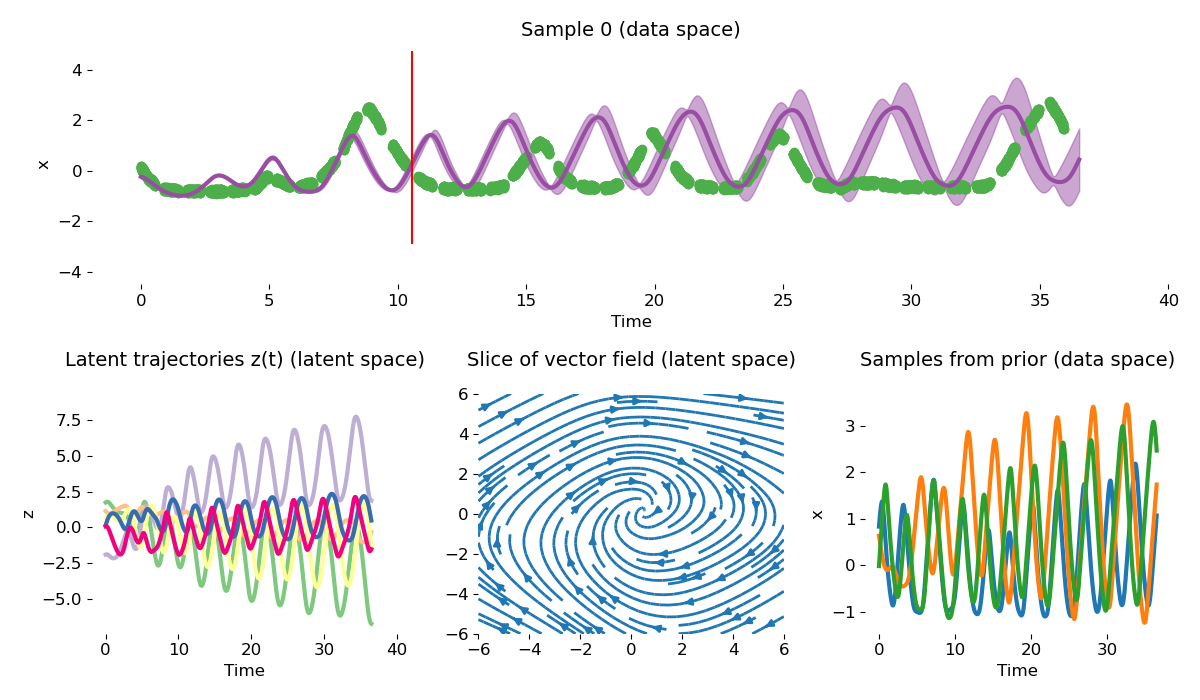 Sample 0 (data space)
x
4
2
0
−2
−4
0 5 10 15 20 25 30 35 40
Time
Latent trajectories z(t) (latent space)
z
7.5
5.0
2.5
0.0
−2.5
−5.0
0 10 20 30 40
Time
Slice of vector field (latent space)
6
4
2
0
−2
−4
−6
−6 −4 −2 0 2 4 6
Samples from prior (data space)
x
3
2
1
0
−1
0 10 20 30
Time